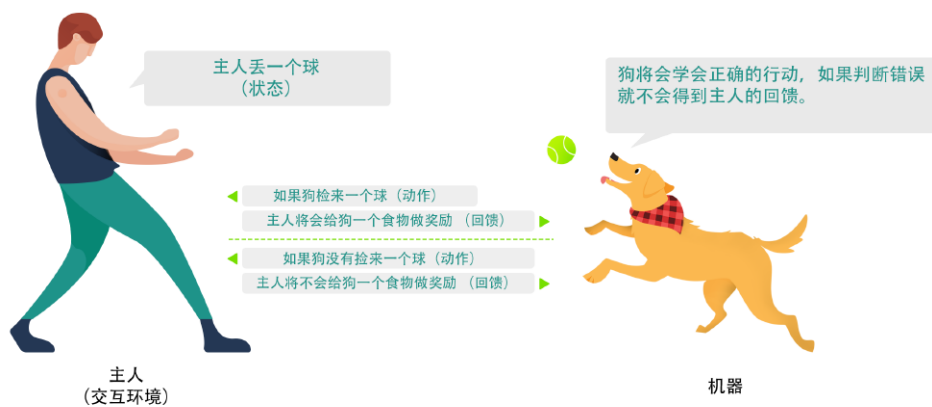 主人丢一个球
（状态）
狗将会学会正确的行动，如果判断错误
就不会得到主人的回馈。
如果狗捡来一个球（动作）
主人将会给狗一个食物做奖励 （回馈）
如果狗没有捡来一个球（动作）
主人将不会给狗一个食物做奖励 （回馈）
主人
（交互环境）
机器